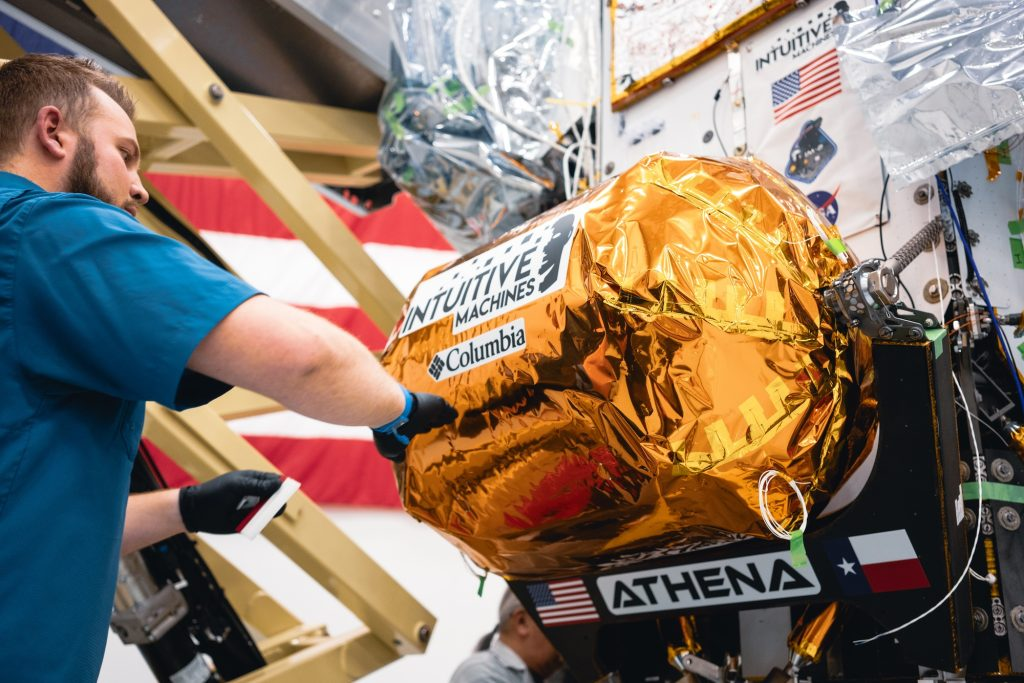 INTUITIVE
MACHINES
INTUITIVE
MACHINES
Columbia
ATHENA